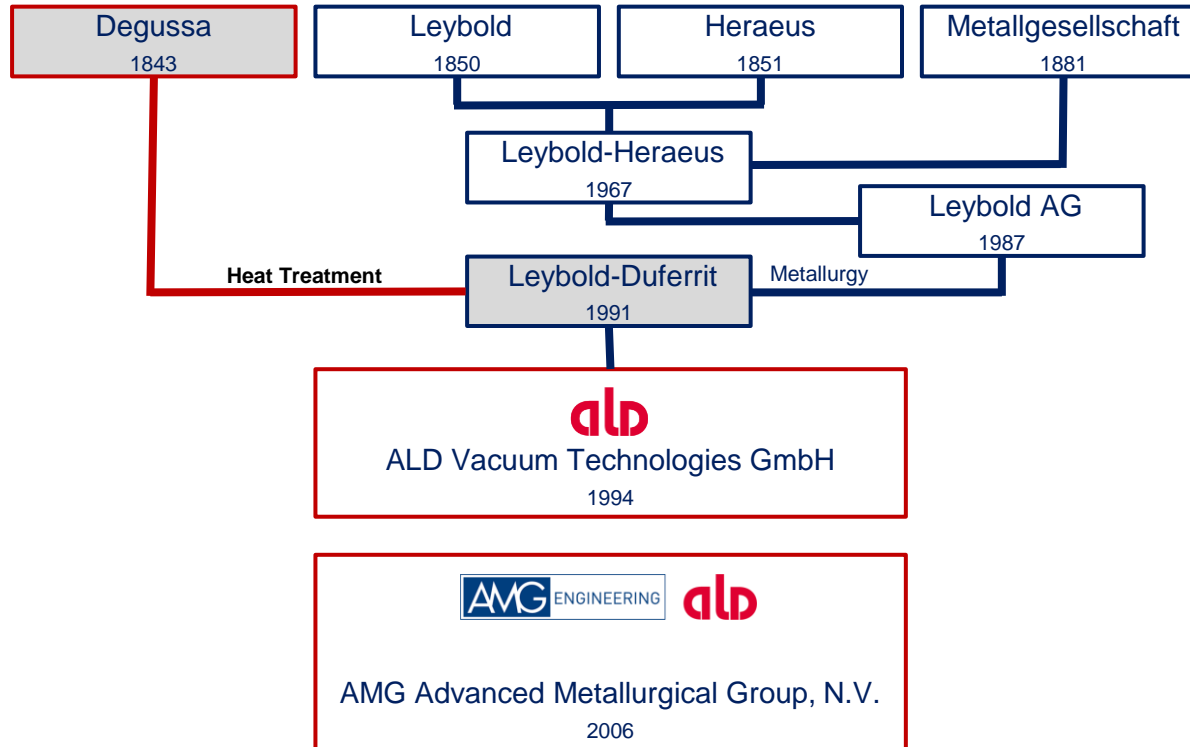 Degussa
1843
Leybold
1850
Heraeus
1851
Metallgesellschaft
1881
Leybold-Heraeus
1967
Leybold AG
1987
Heat Treatment
Leybold-Duferrit
1991
Metallurgy
ald
ALD Vacuum Technologies GmbH
1994
AMG ENGINEERING ald
AMG Advanced Metallurgical Group, N.V.
2006